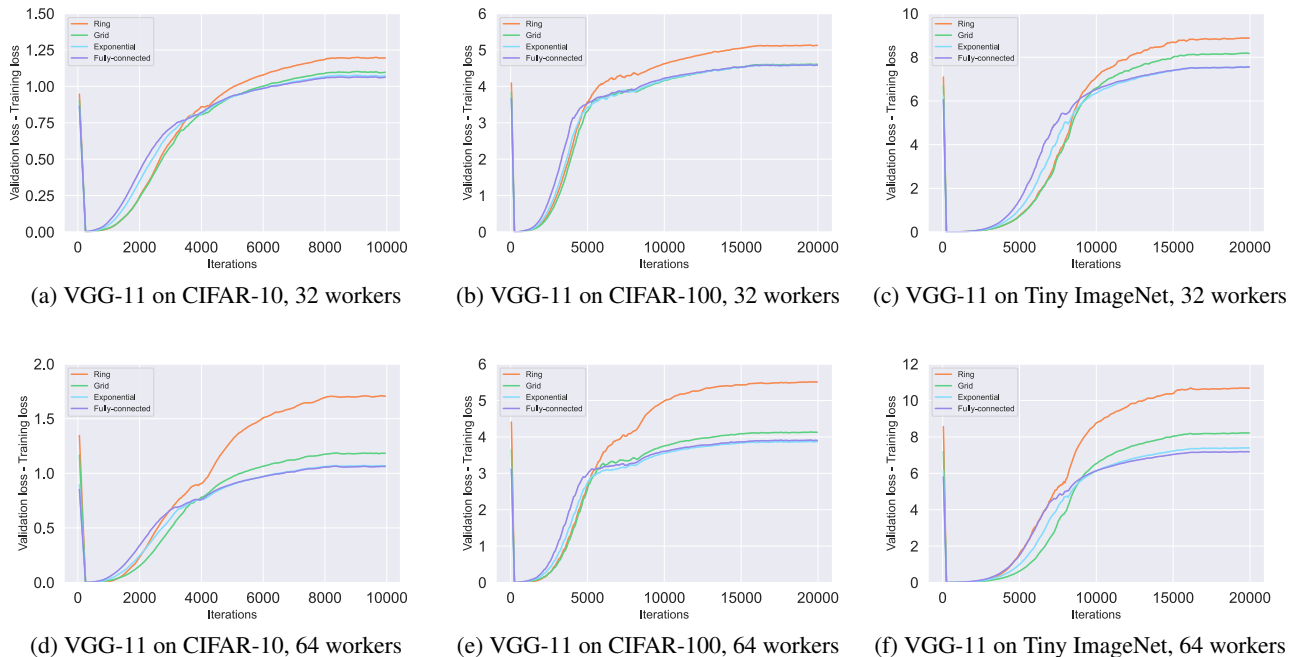 1.50
1.25
1.00
0.75
0.50
0.25
0.00
Validation loss - Training loss
Ring
Grid
Exponential
Fully-connected
0 2000 4000 6000 8000 10000
Iterations
(a) VGG-11 on CIFAR-10, 32 workers
6
5
4
3
2
1
0
Validation loss - Training loss
Ring
Grid
Exponential
Fully-connected
0 5000 10000 15000 20000
Iterations
(b) VGG-11 on CIFAR-100, 32 workers
10
8
6
4
2
0
Validation loss - Training loss
Ring
Grid
Exponential
Fully-connected
0 5000 10000 15000 20000
Iterations
(c) VGG-11 on Tiny ImageNet, 32 workers
2.0
1.5
1.0
0.5
0.0
Validation loss - Training loss
Ring
Grid
Exponential
Fully-connected
0 2000 4000 6000 8000 10000
Iterations
(d) VGG-11 on CIFAR-10, 64 workers
6
5
4
3
2
1
0
Validation loss - Training loss
Ring
Grid
Exponential
Fully-connected
0 5000 10000 15000 20000
Iterations
(e) VGG-11 on CIFAR-100, 64 workers
12
10
8
6
4
2
0
Validation loss - Training loss
Ring
Grid
Exponential
Fully-connected
0 5000 10000 15000 20000
Iterations
(f) VGG-11 on Tiny ImageNet, 64 workers